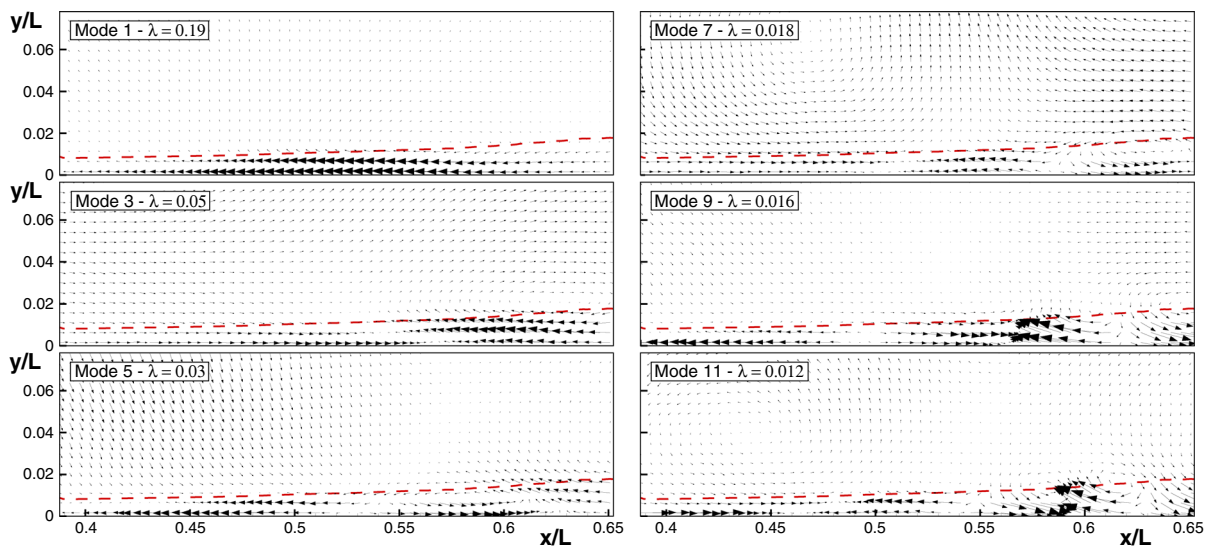 y/L
0.06
0.04
0.02
0
Mode 1 - λ = 0.19
Mode 7 - λ = 0.018
y/L
0.06
0.04
0.02
0
Mode 3 - λ = 0.05
Mode 9 - λ = 0.016
y/L
0.06
0.04
0.02
0
Mode 5 - λ = 0.03
Mode 11 - λ = 0.012
0.4 0.45 0.5 0.55 0.6 0.65
x/L
0.4 0.45 0.5 0.55 0.6 0.65
x/L